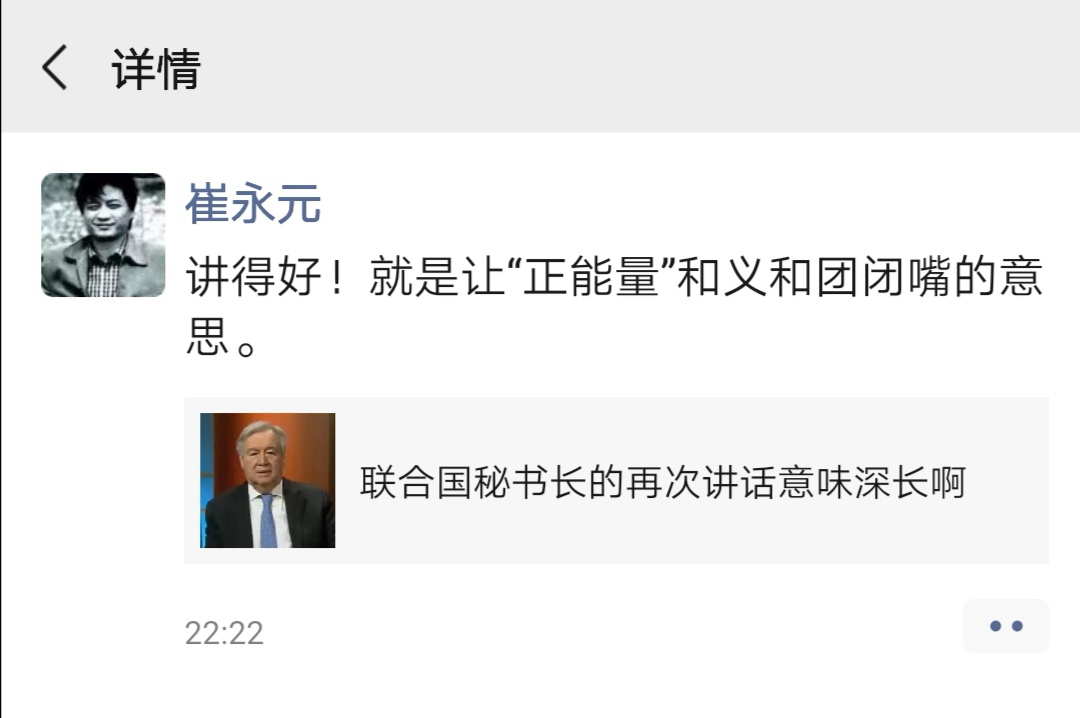 详情
崔永元
讲得好！就是让“正能量”和义和团闭嘴的意
思。
联合国秘书长的再次讲话意味深长啊
22:22